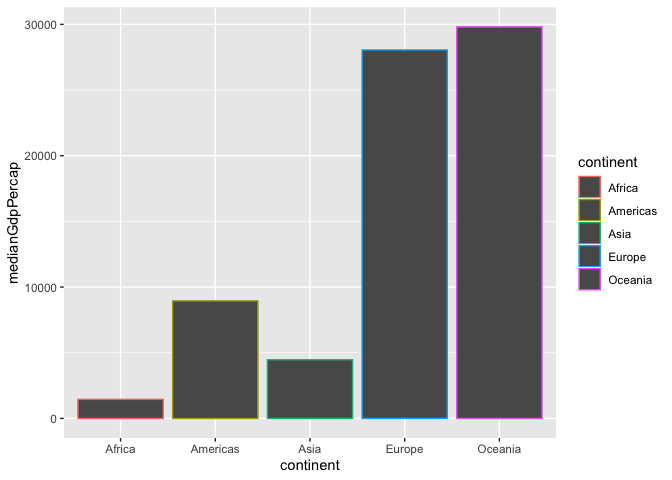 30000
20000
10000
0
medianGdpPercap
Africa
Americas
Asia
Europe
Oceania
continent
continent
Africa
Americas
Asia
Europe
Oceania